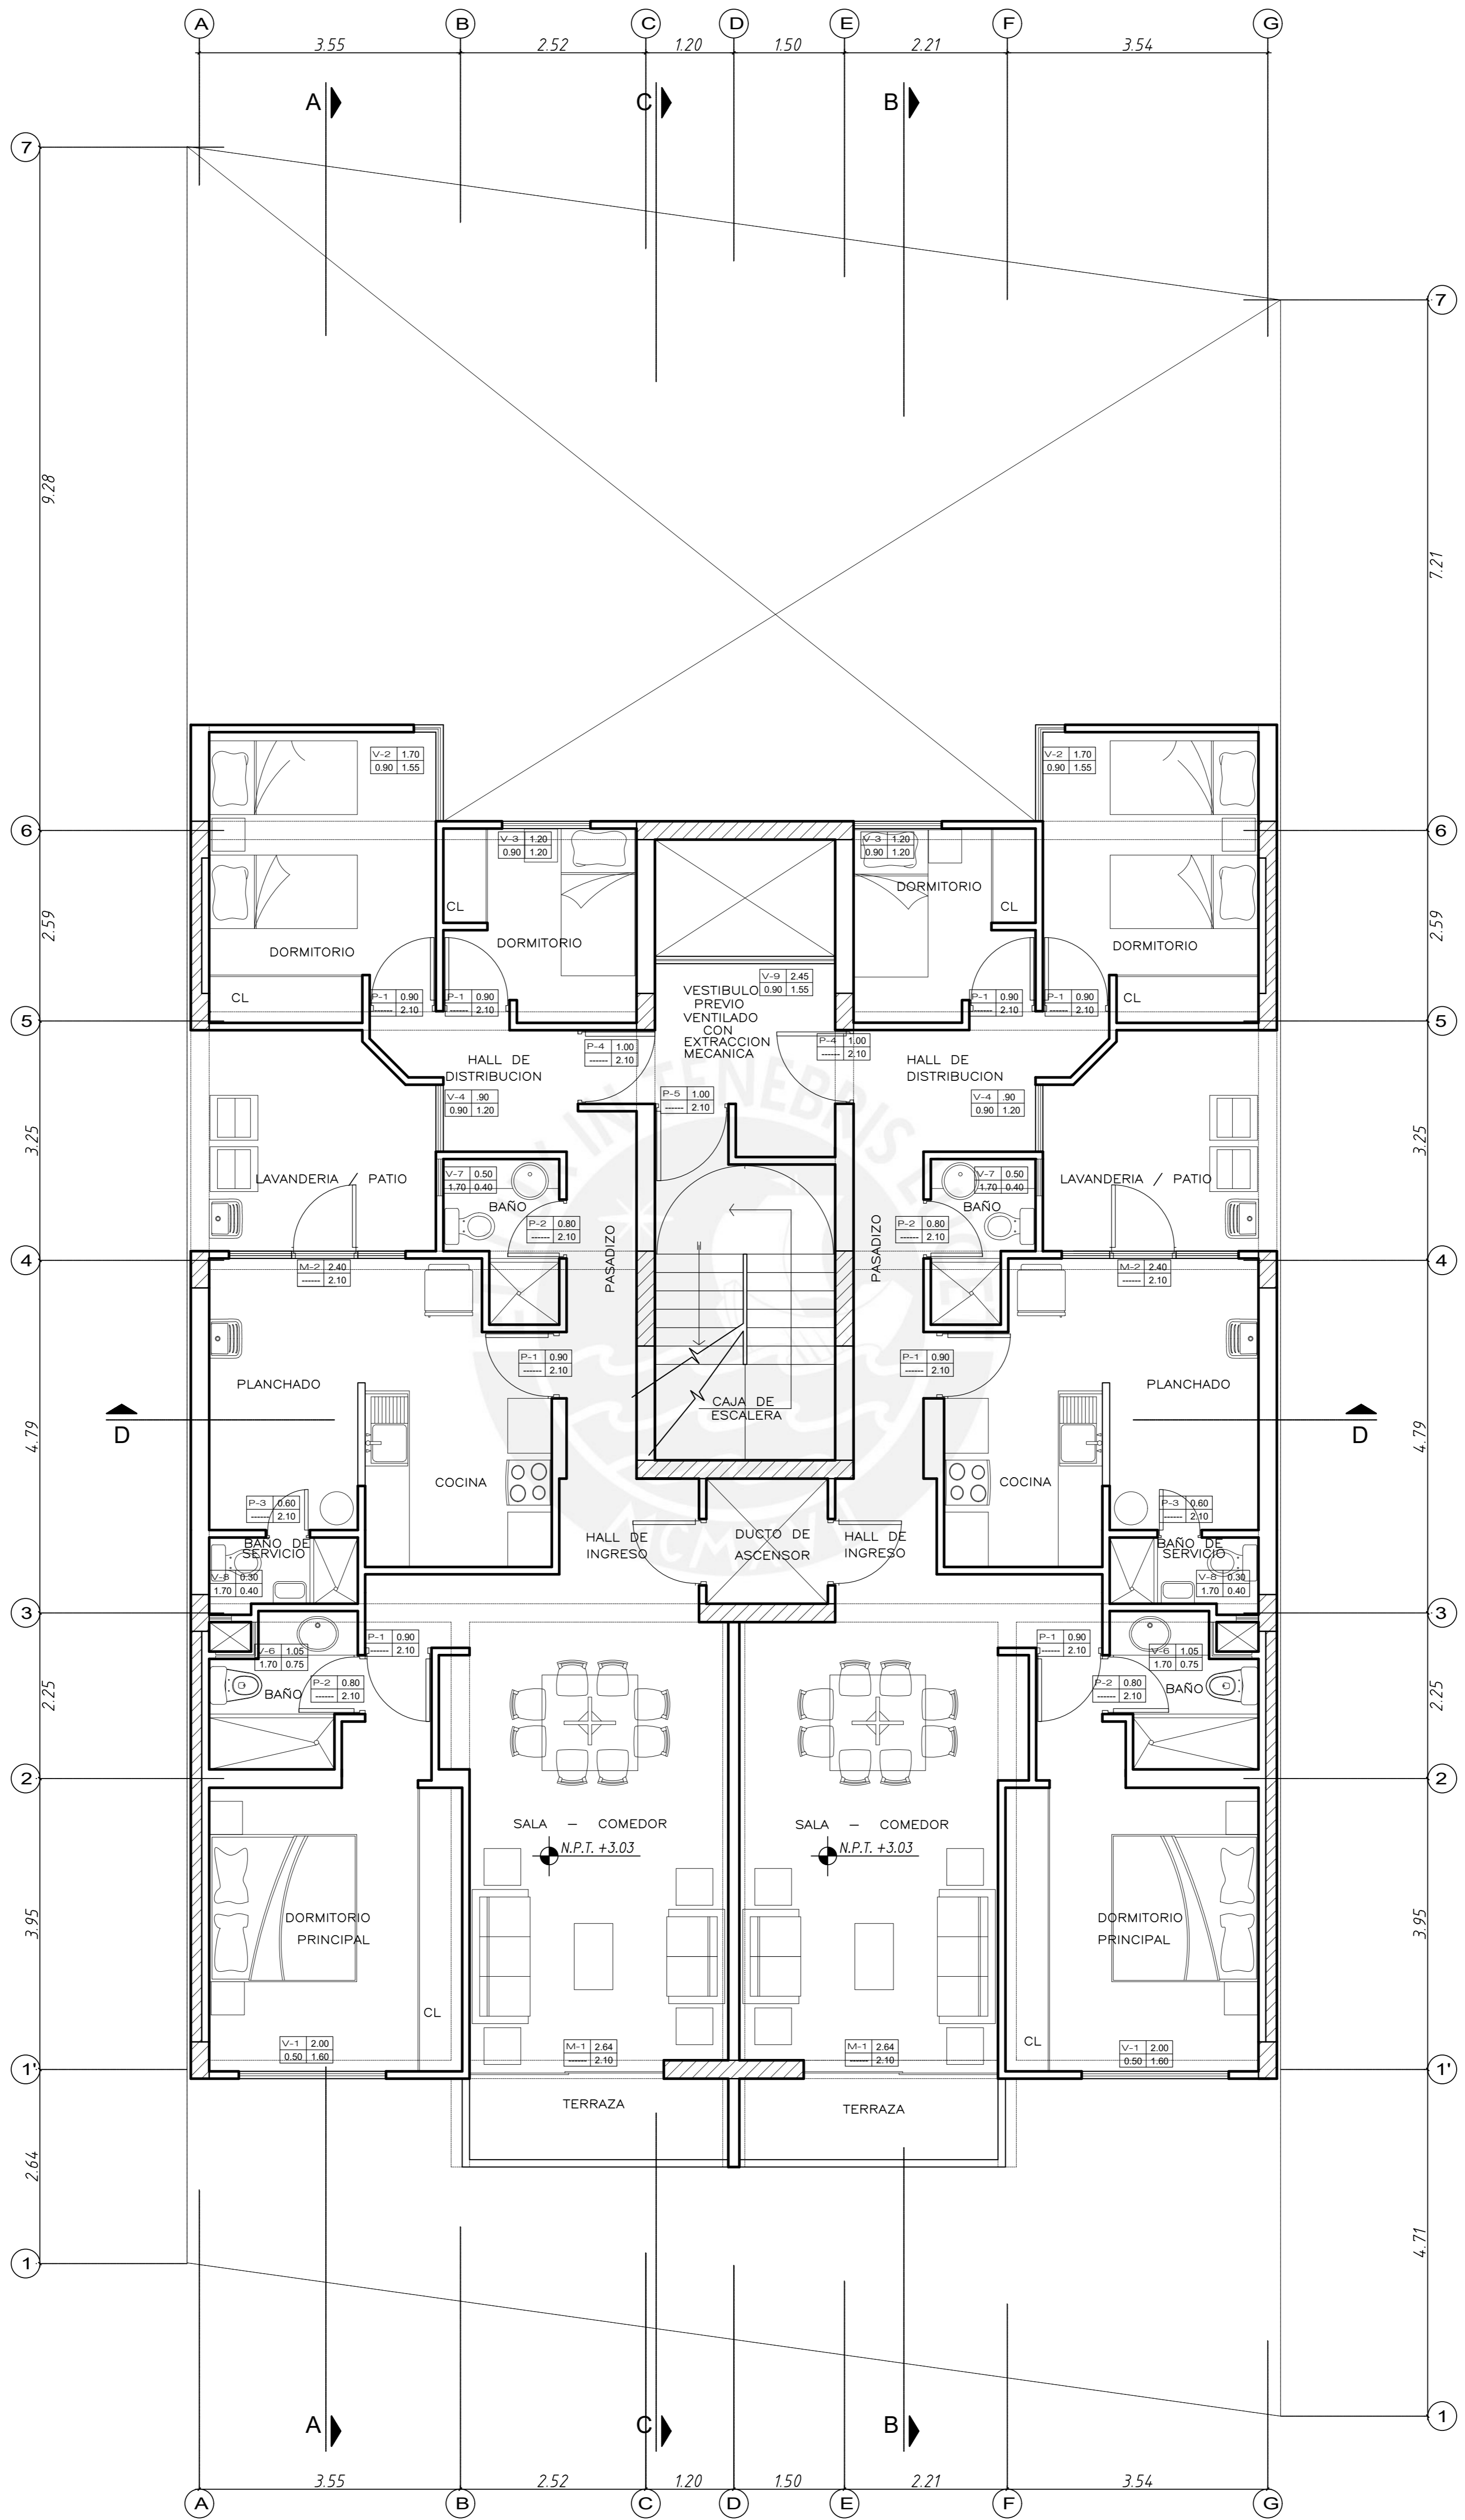 A B C D E F G
3.55 2.52 1.20 1.50 2.21 3.54
A C B
7
7
9.28
7.21
V-2 1.70
0.90 1.55
V-2 1.70
0.90 1.55
6
6
V-3 1.20
0.90 1.20
V-3 1.20
0.90 1.20
CL
DORMITORIO
CL
2.59
2.59
DORMITORIO
DORMITORIO
DORMITORIO
V-9 2.45
0.90 1.55
CL
P-1 0.90
------ 2.10
P-1 0.90
------ 2.10
VESTIBULO
PREVIO
VENTILADO
CON
EXTRACCION
MECANICA
P-1 0.90
------ 2.10
P-1 0.90
------ 2.10
CL
5
5
P-4 1.00
------ 2.10
P-4 1.00
------ 2.10
HALL DE
DISTRIBUCION
HALL DE
DISTRIBUCION
V-4 .90
0.90 1.20
P-5 1.00
------ 2.10
V-4 .90
0.90 1.20
3.25
3.25
LAVANDERIA / PATIO
V-7 0.50
1.70 0.40
BAÑO
P-2 0.80
------ 2.10
PASADIZO
PASADIZO
P-2 0.80
------ 2.10
V-7 0.50
1.70 0.40
BAÑO
LAVANDERIA / PATIO
4
4
M-2 2.40
------ 2.10
M-2 2.40
------ 2.10
P-1 0.90
------ 2.10
P-1 0.90
------ 2.10
PLANCHADO
PLANCHADO
CAJA DE
ESCALERA
D
D
4.79
4.79
COCINA
COCINA
P-3 0.60
------ 2.10
P-3 0.60
------ 2.10
BAÑO DE
SERVICIO
HALL DE
INGRESO
DUCTO DE
ASCENSOR
HALL DE
INGRESO
BAÑO DE
SERVICIO
V-8 0.30
1.70 0.40
V-8 0.30
1.70 0.40
3
3
P-1 0.90
------ 2.10
P-1 0.90
------ 2.10
V-6 1.05
1.70 0.75
V-6 1.05
1.70 0.75
2.25
2.25
BAÑO
P-2 0.80
------ 2.10
P-2 0.80
------ 2.10
BAÑO
2
2
SALA – COMEDOR
SALA – COMEDOR
N.P.T. +3.03
N.P.T. +3.03
3.95
3.95
DORMITORIO
PRINCIPAL
DORMITORIO
PRINCIPAL
CL
CL
V-1 2.00
0.50 1.60
M-1 2.64
------ 2.10
M-1 2.64
------ 2.10
V-1 2.00
0.50 1.60
1'
1'
TERRAZA
TERRAZA
2.64
4.71
1
1
A C B
3.55 2.52 1.20 1.50 2.21 3.54
A B C D E F G